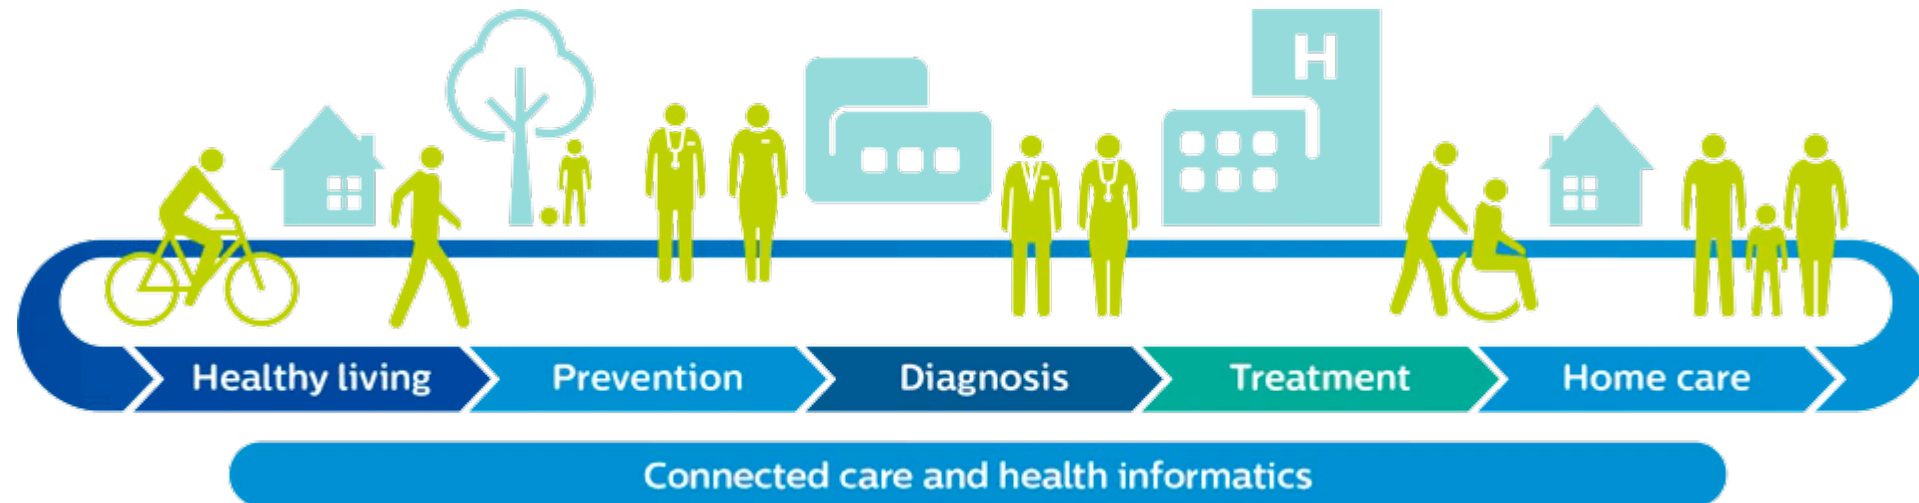 H
Healthy living
Prevention
Diagnosis
Treatment
Home care
Connected care and health informatics